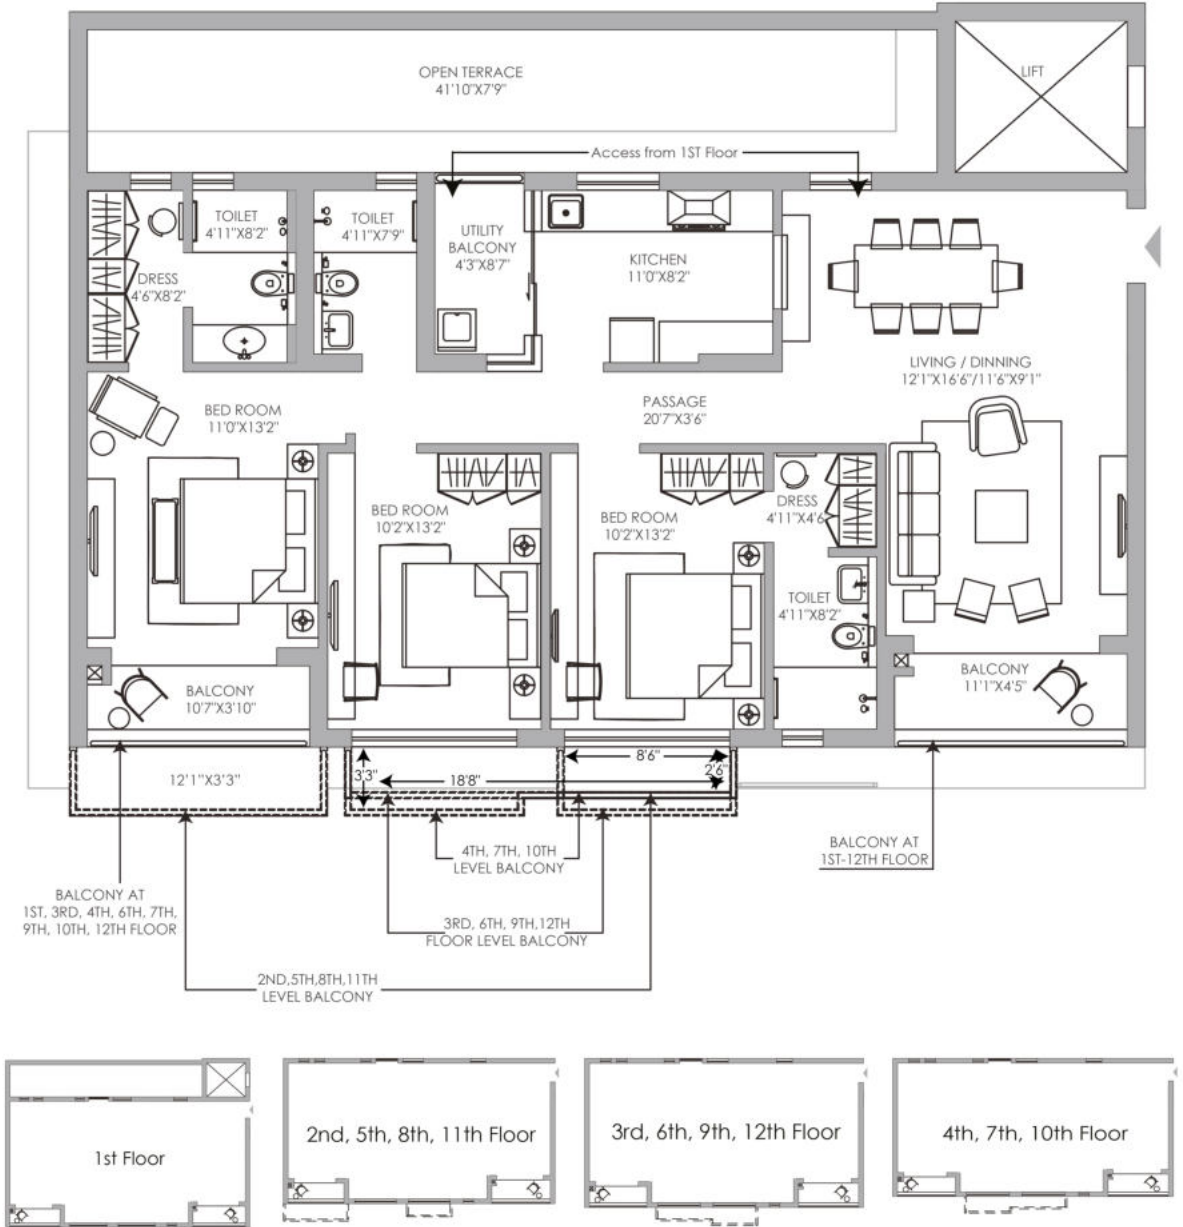 OPEN TERRACE
41'10"X7'9"
LIFT
Access from 1ST Floor
TOILET
4'11"X8'2"
TOILET
4'11"X7'9"
UTILITY
BALCONY
4'3"X8'7"
KITCHEN
11'0"X8'2"
DRESS
4'6"X8'2"
LIVING / DINNING
12'1"X16'6"/11'6"X9'1"
BED ROOM
11'0"X13'2"
PASSAGE
20'7"X3'6"
BED ROOM
10'2"X13'2"
BED ROOM
10'2"X13'2"
DRESS
4'11"X4'6
TOILET
4'11"X8'2"
BALCONY
10'7"X3'10"
BALCONY
11'1"X4'5"
12'1"X3'3"
3'3"
18'8"
8'6"
2'6"
4TH, 7TH, 10TH
LEVEL BALCONY
BALCONY AT
1ST-12TH FLOOR
BALCONY AT
1ST, 3RD, 4TH, 6TH, 7TH,
9TH, 10TH, 12TH FLOOR
3RD, 6TH, 9TH,12TH
FLOOR LEVEL BALCONY
2ND,5TH,8TH,11TH
LEVEL BALCONY
1st Floor
2nd, 5th, 8th, 11th Floor
3rd, 6th, 9th, 12th Floor
4th, 7th, 10th Floor